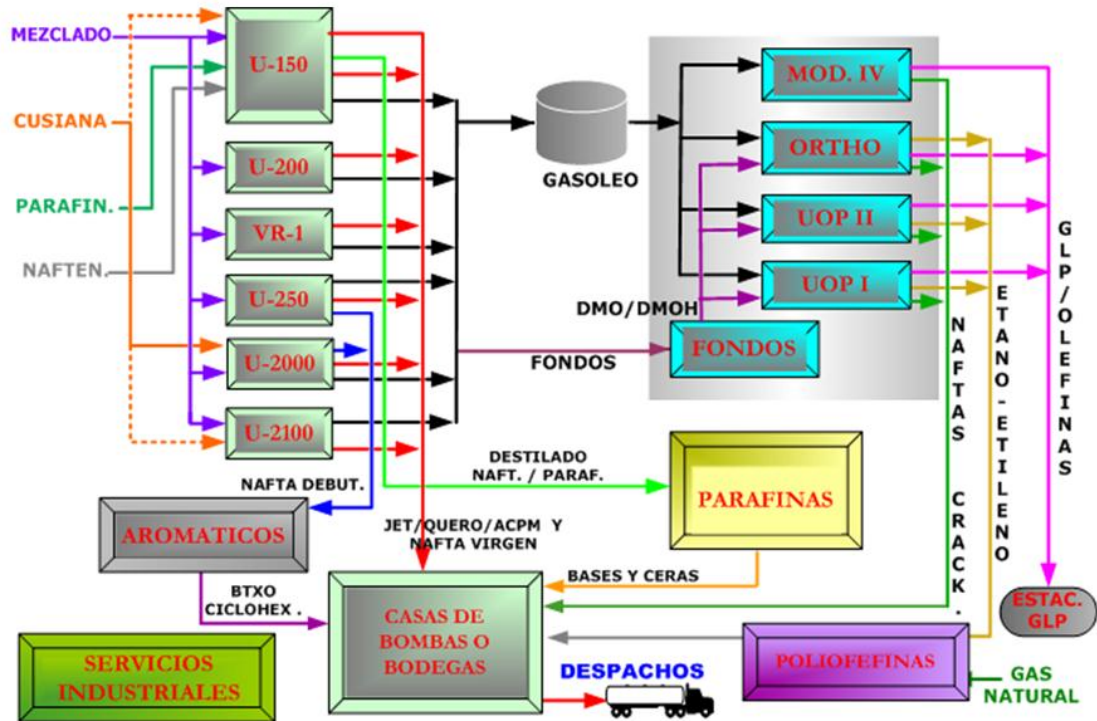 MEZCLADO
CUSIANA
PARAFIN.
NAFTEN.
U-150
U-200
VR-1
U-250
U-2000
U-2100
GASOLEO
MOD. IV
ORTHO
UOP II
UOP I
DMO/DMOH
FONDOS
FONDOS
NAFTAS CRACK.
ETANO-ETILENO
GLP/OLEFINAS
NAFTA DEBUT.
DESTILADO
NAFT. / PARAF.
PARAFINAS
AROMATICOS
JET/QUERO/ACPM Y
NAFTA VIRGEN
BTXO
CICLOHEX .
BASES Y CERAS
CASAS DE
BOMBAS O
BODEGAS
ESTAC.
GLP
SERVICIOS
INDUSTRIALES
DESPACHOS
POLIOFEFINAS
GAS
NATURAL